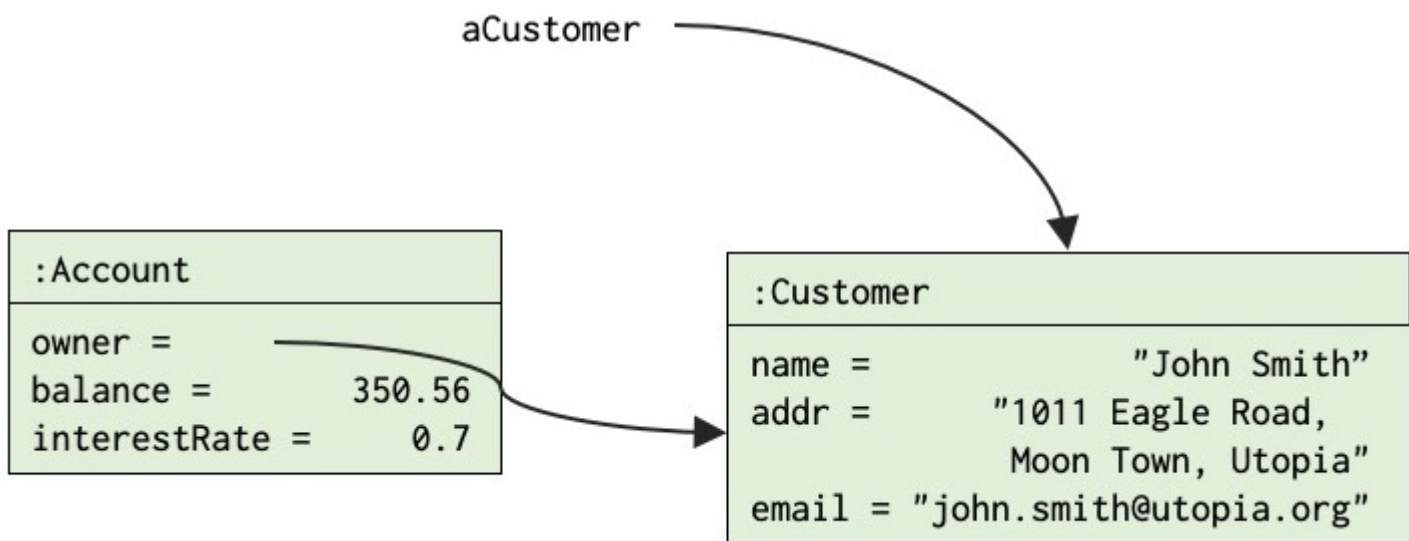 aCustomer
:Account
owner =
balance = 350.56
interestRate = 0.7
:Customer
name = "John Smith”
addr = "1011 Eagle Road,
Moon Town, Utopia"
email = "john.smith@utopia.org"